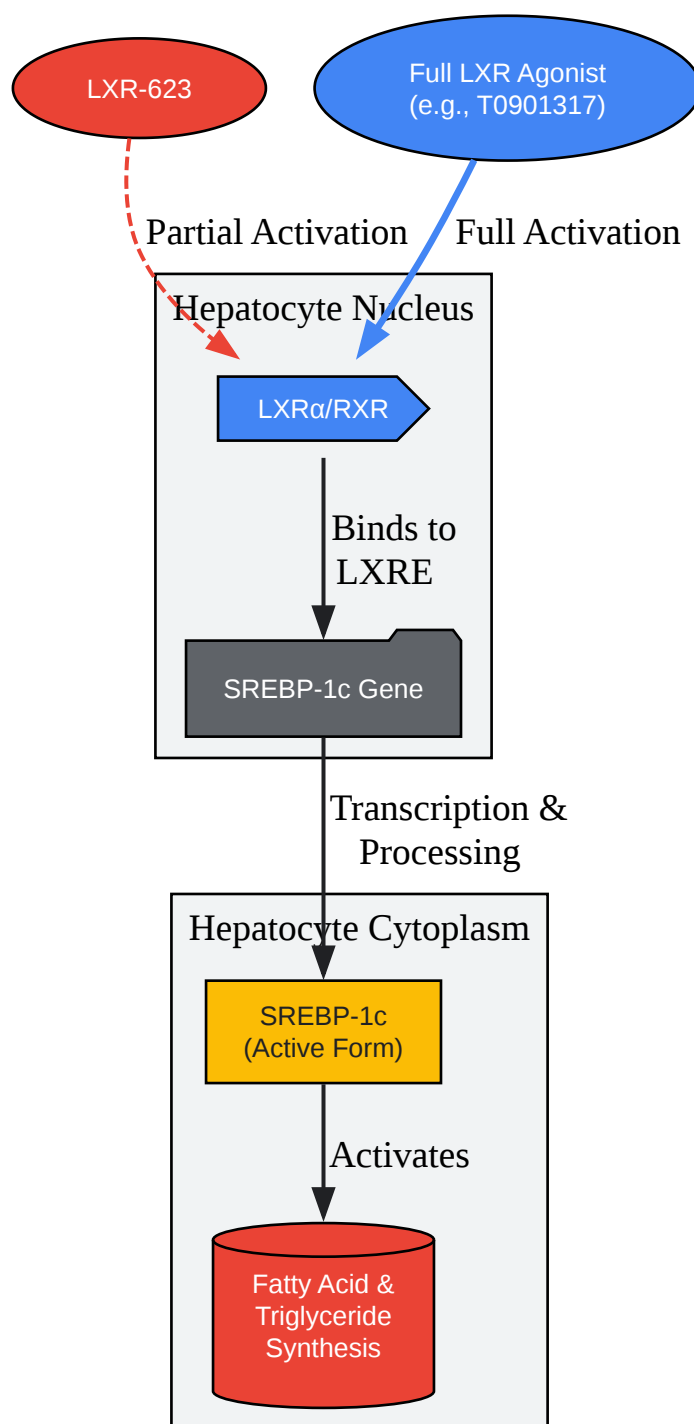 LXR-623
Full LXR Agonist
(e.g., T0901317)
Partial Activation
Full Activation
Hepatocyte Nucleus
LXRα/RXR
Binds to
LXRE
SREBP-1c Gene
Transcription &
Processing
Hepatocyte Cytoplasm
SREBP-1c
(Active Form)
Activates
Fatty Acid &
Triglyceride
Synthesis